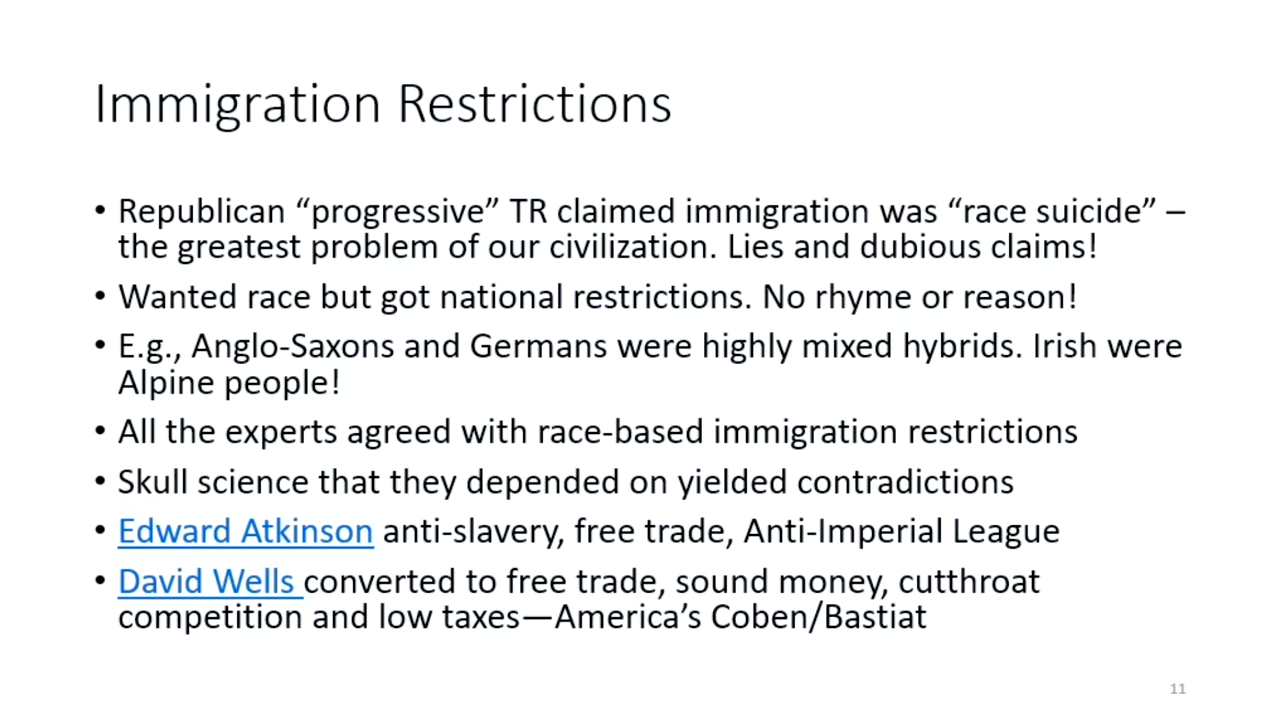 Immigration Restrictions
• Republican “progressive” TR claimed immigration was “race suicide” –
the greatest problem of our civilization. Lies and dubious claims!
• Wanted race but got national restrictions. No rhyme or reason!
• E.g., Anglo-Saxons and Germans were highly mixed hybrids. Irish were
Alpine people!
• All the experts agreed with race-based immigration restrictions
• Skull science that they depended on yielded contradictions
• Edward Atkinson anti-slavery, free trade, Anti-Imperial League
• David Wells converted to free trade, sound money, cutthroat
competition and low taxes—America’s Coben/Bastiat
11